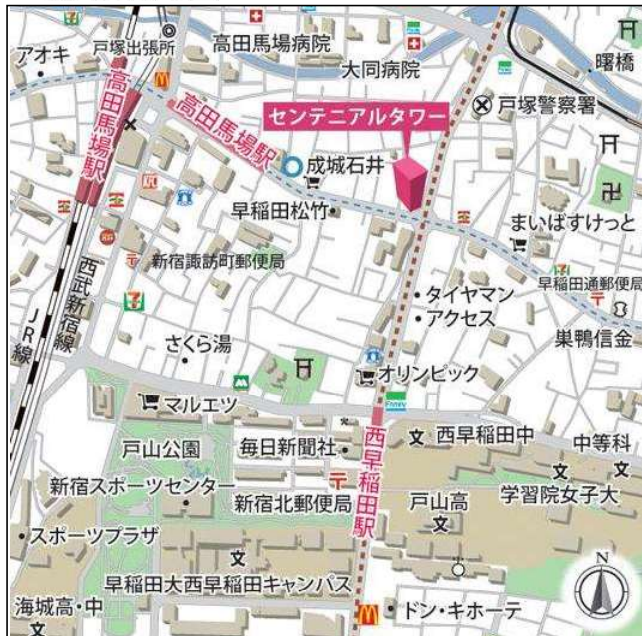 アオキ
戸塚出張所
高田馬場病院
大同病院
曙橋
戸塚警察署
センテニアルタワー
高田馬場駅
高田馬場駅
成城石井
早稲田松竹
まいばすけっと
新宿諏訪町郵便局
早稲田通郵便局
タイヤマン
アクセス
巣鴨信金
西武新宿線
JR線
さくら湯
オリンピック
マルエツ
西早稲田駅
西早稲田中
中等科
戸山公園
毎日新聞社
新宿スポーツセンター
新宿北郵便局
戸山高
学習院女子大
スポーツプラザ
早稲田大西早稲田キャンパス
海城高・中
ドン・キホーテ
N